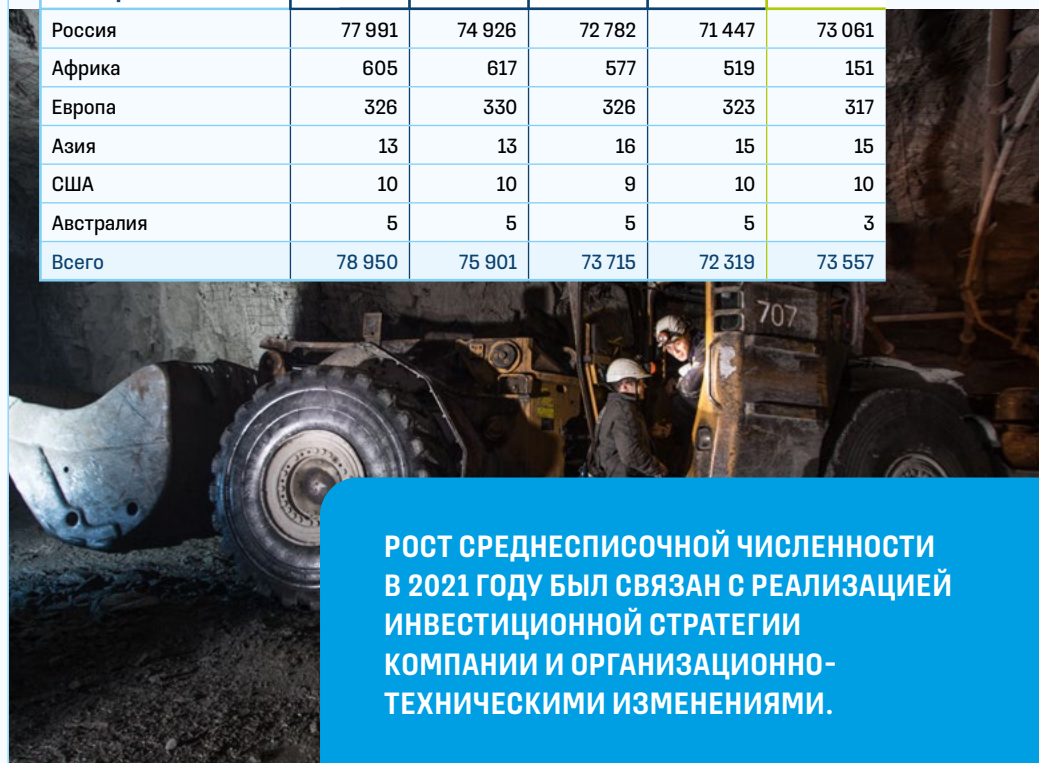 Россия 77 991 74 926 72 782 71 447 73 061
Африка 605 617 577 519 151
Европа 326 330 326 323 317
Азия 13 13 16 15 15
США 10 10 9 10 10
Австралия 5 5 5 5 3
Всего 78 950 75 901 73 715 72 319 73 557
707
РОСТ СРЕДНЕСПИСОЧНОЙ ЧИСЛЕННОСТИ
В 2021 ГОДУ БЫЛ СВЯЗАН С РЕАЛИЗАЦИЕЙ
ИНВЕСТИЦИОННОЙ СТРАТЕГИИ
КОМПАНИИ И ОРГАНИЗАЦИОННО-
ТЕХНИЧЕСКИМИ ИЗМЕНЕНИЯМИ.